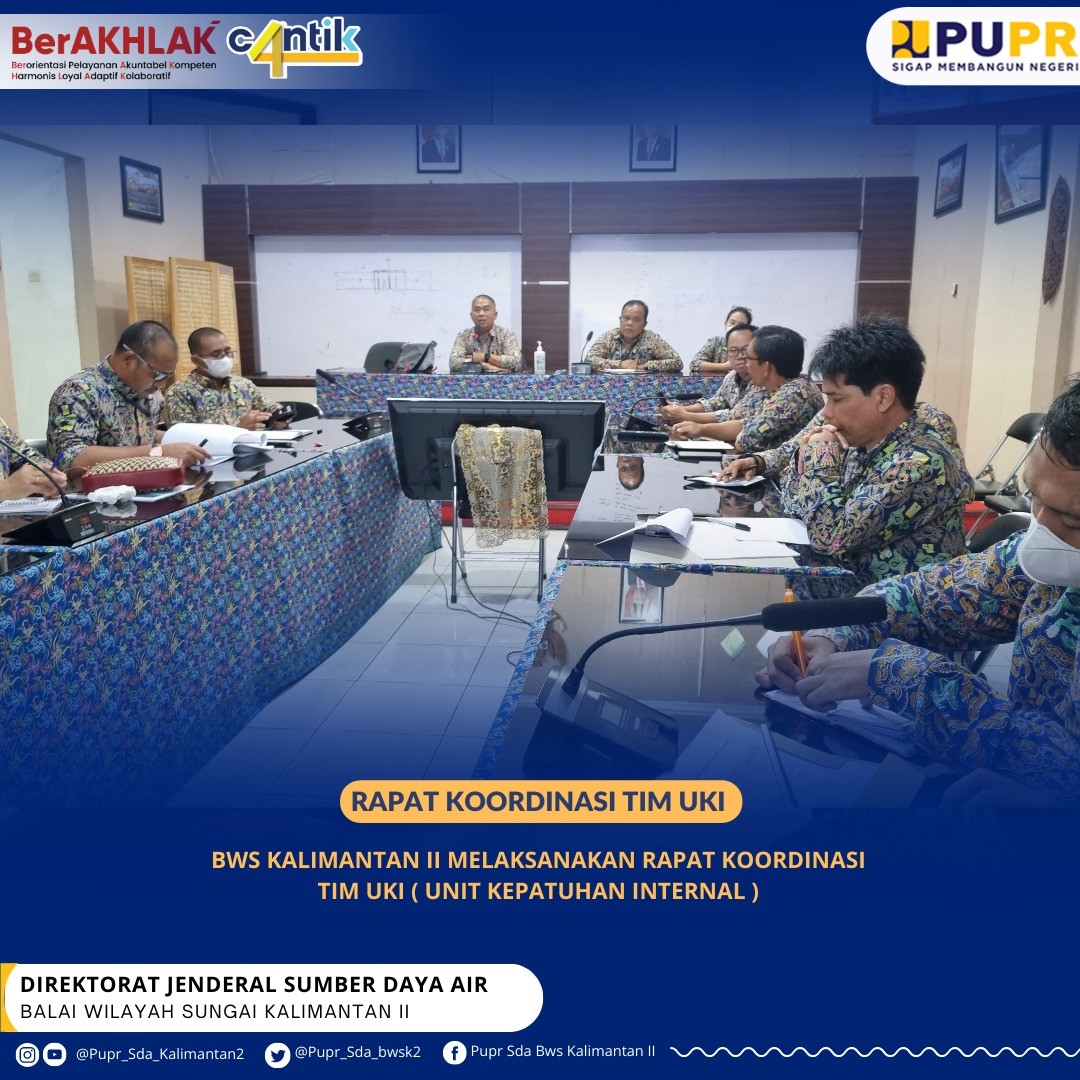 BerAKHLAK
c4ntik
Berorientasi Pelayanan Akuntabel Kompeten
Harmonis Loyal Adaptif Kolaboratif
PUPR
SIGAP MEMBANGUN NEGERI
RAPAT KOORDINASI TIM UKI
BWS KALIMANTAN II MELAKSANAKAN RAPAT KOORDINASI
TIM UKI ( UNIT KEPATUHAN INTERNAL )
DIREKTORAT JENDERAL SUMBER DAYA AIR
BALAI WILAYAH SUNGAI KALIMANTAN II
@Pupr_Sda_Kalimantan2
@Pupr_Sda_bwsk2
Pupr Sda Bws Kalimantan II